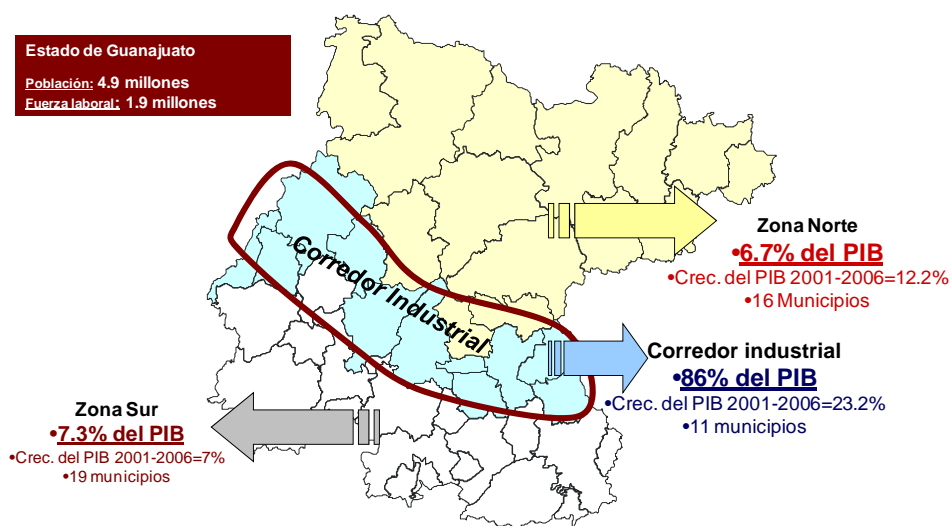 Estado de Guanajuato
Población: 4.9 millones
Fuerza laboral: 1.9 millones
Corredor Industrial
Zona Norte
•6.7% del PIB
•Crec. del PIB 2001-2006=12.2%
•16 Municipios
Corredor industrial
•86% del PIB
•Crec. del PIB 2001-2006=23.2%
•11 municipios
Zona Sur
•7.3% del PIB
•Crec. del PIB 2001-2006=7%
•19 municipios